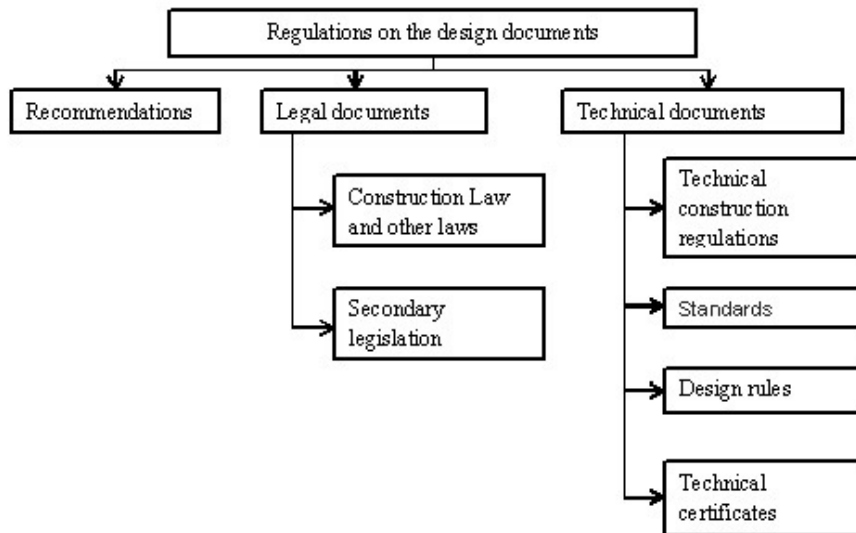 Regulations on the design documents
Recommendations
Legal documents
Technical documents
Construction Law
and other laws
Secondary
legislation
Technical
construction
regulations
Standards
Design rules
Technical
certificates